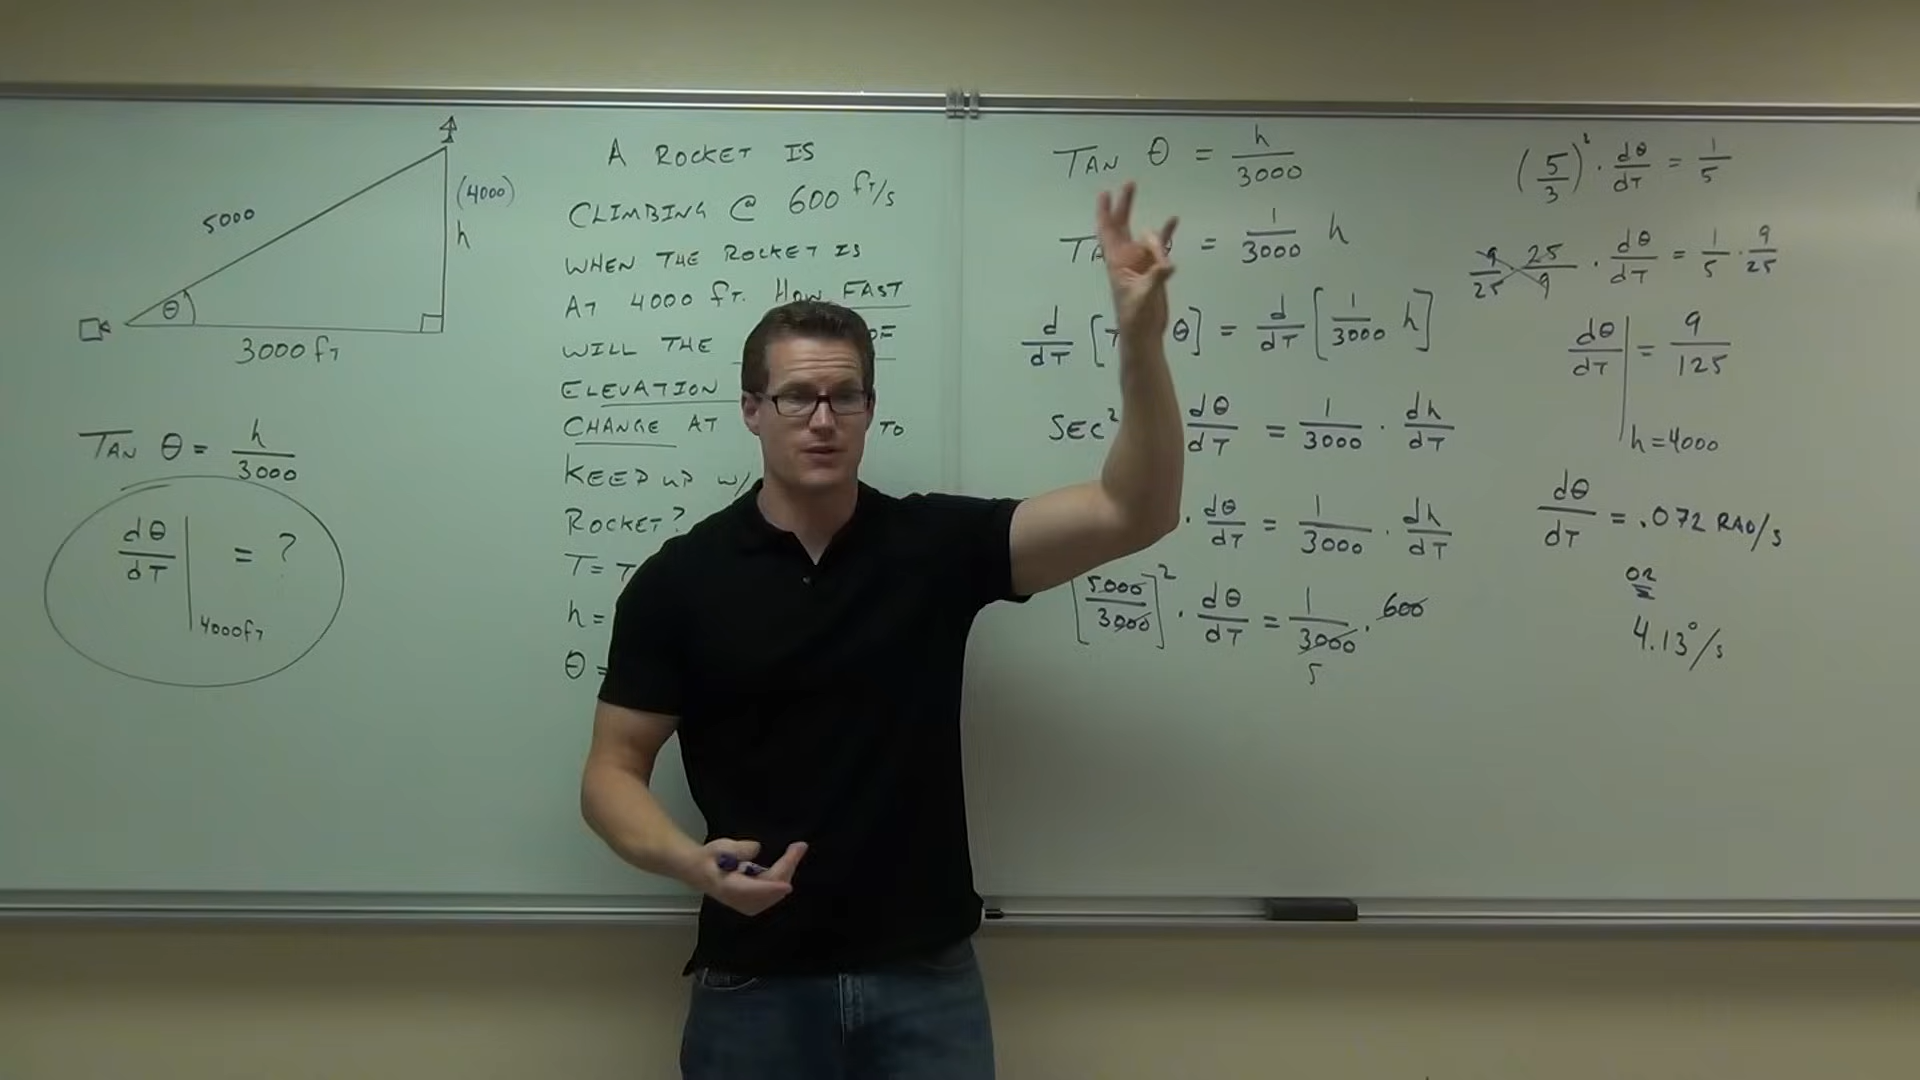 5000
(4000)
h
θ
3000 fT
TAN θ = h/3000
dθ/dT | 4000fT = ?
A ROCKET IS
CLIMBING @ 600 fT/s
WHEN THE ROCKET IS
AT 4000 fT. HOW FAST
WILL THE OF
ELEVATION
CHANGE AT TO
KEEP UP W/
ROCKET?
T =
h =
θ =
TAN θ = h/3000
= 1/3000 h
d/dT [ θ] = d/dT [1/3000 h]
SEC² dθ/dT = 1/3000 · dh/dT
· dθ/dT = 1/3000 · dh/dT
[5000/3000]² · dθ/dT = 1/3000 · 600
5
(5/3)² · dθ/dT = 1/5
9/25 25/9 · dθ/dT = 1/5 · 9/25
dθ/dT | h=4000 = 9/125
dθ/dT = .072 RAD/s
OR
4.13°/s